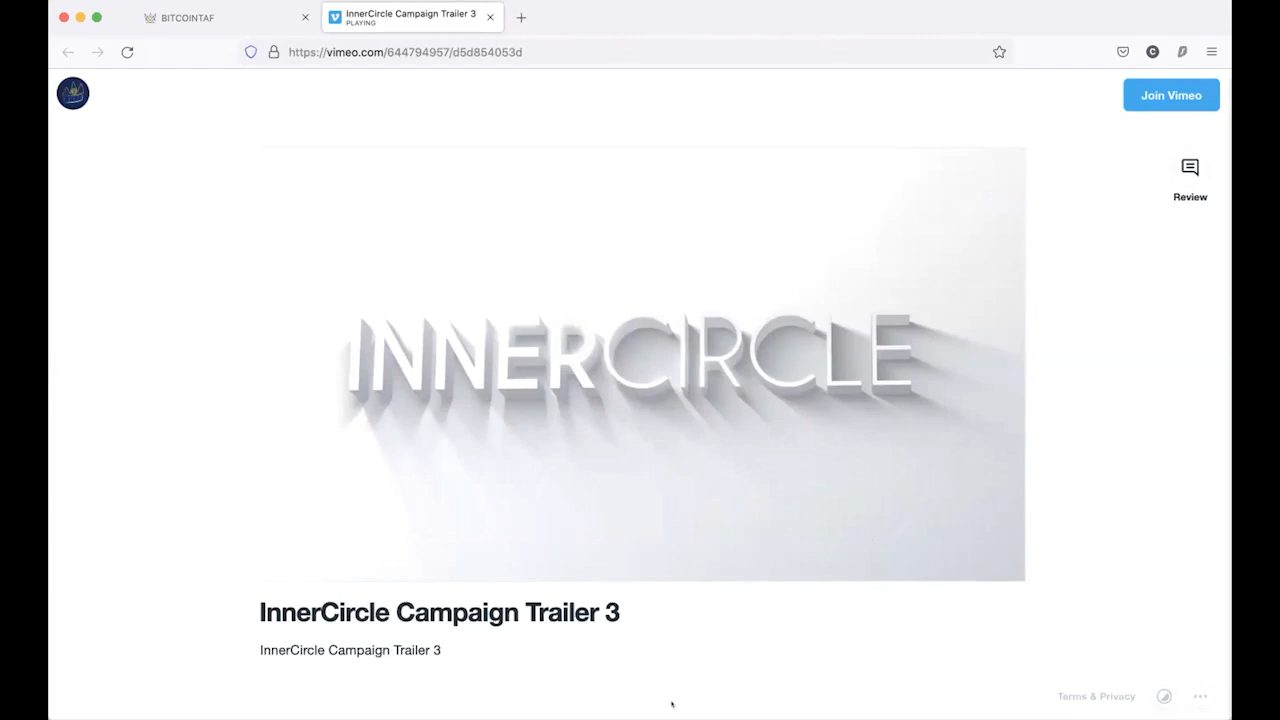 BITCOINTAF
InnerCircle Campaign Trailer 3
PLAYING
https://vimeo.com/644794957/d5d854053d
Join Vimeo
Review
INNERCIRCLE
InnerCircle Campaign Trailer 3
InnerCircle Campaign Trailer 3
Terms & Privacy